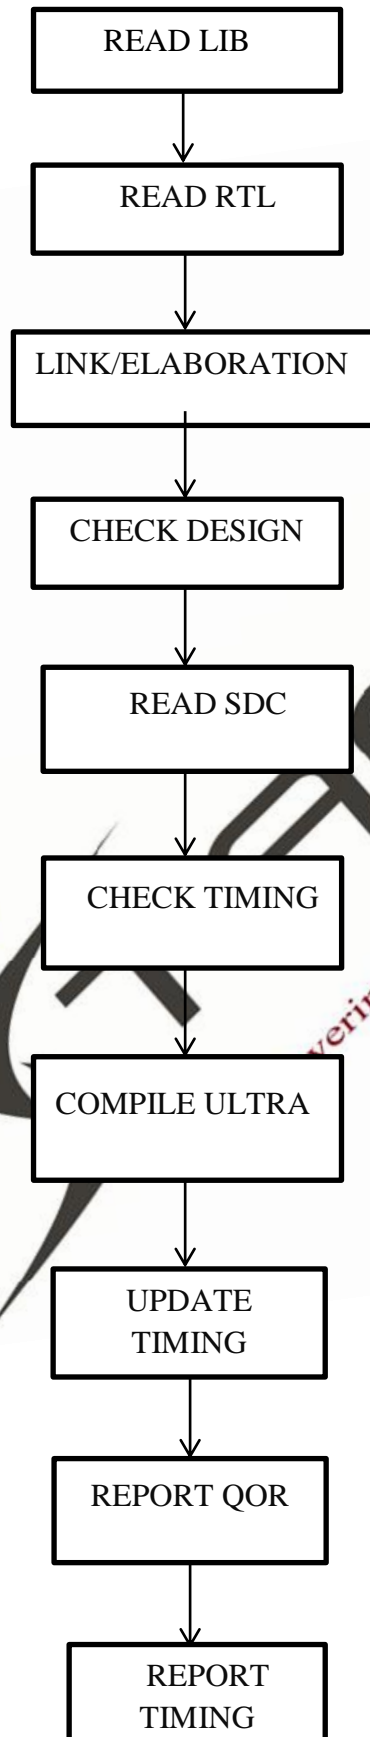 READ LIB
READ RTL
LINK/ELABORATION
CHECK DESIGN
READ SDC
CHECK TIMING
COMPILE ULTRA
UPDATE
TIMING
REPORT QOR
REPORT
TIMING